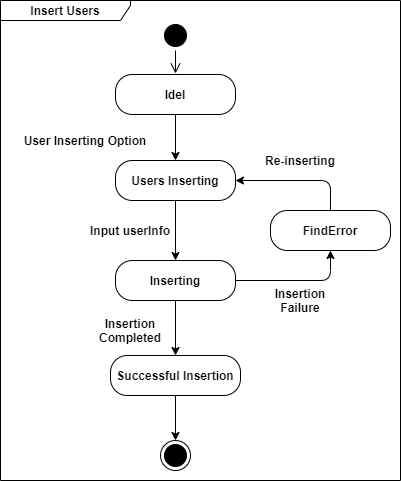 Insert Users
Idel
User Inserting Option
Re-inserting
Users Inserting
FindError
Input userInfo
Inserting
Insertion
Failure
Insertion
Completed
Successful Insertion